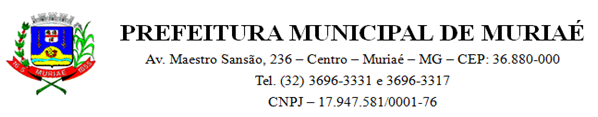 PREFEITURA MUNICIPAL DE MURIAÉ
Av. Maestro Sansão, 236 – Centro – Muriaé – MG – CEP: 36.880-000
Tel. (32) 3696-3331 e 3696-3317
CNPJ – 17.947.581/0001-76
MURIAÉ